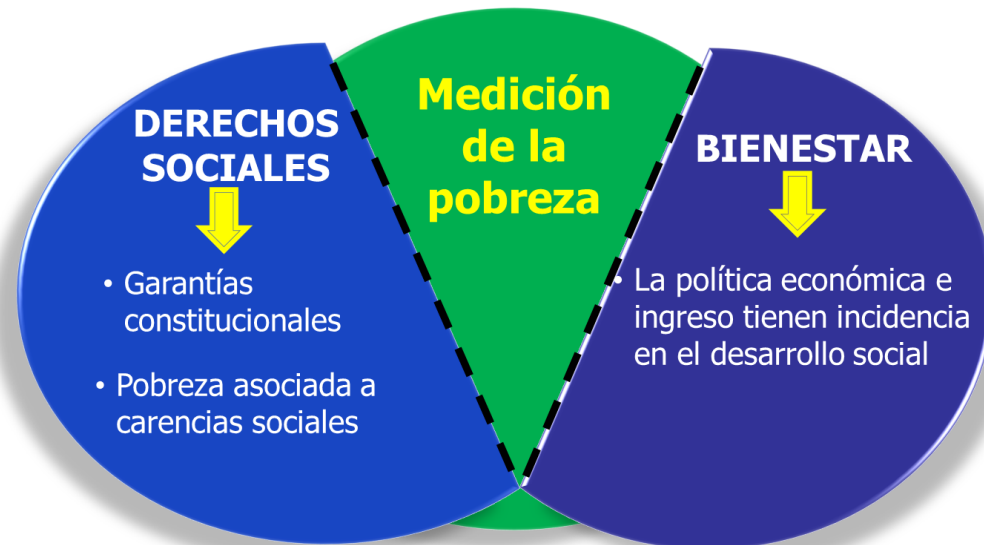 DERECHOS
SOCIALES
• Garantías
constitucionales
• Pobreza asociada a
carencias sociales
Medición
de la
pobreza
BIENESTAR
• La política económica e
ingreso tienen incidencia
en el desarrollo social